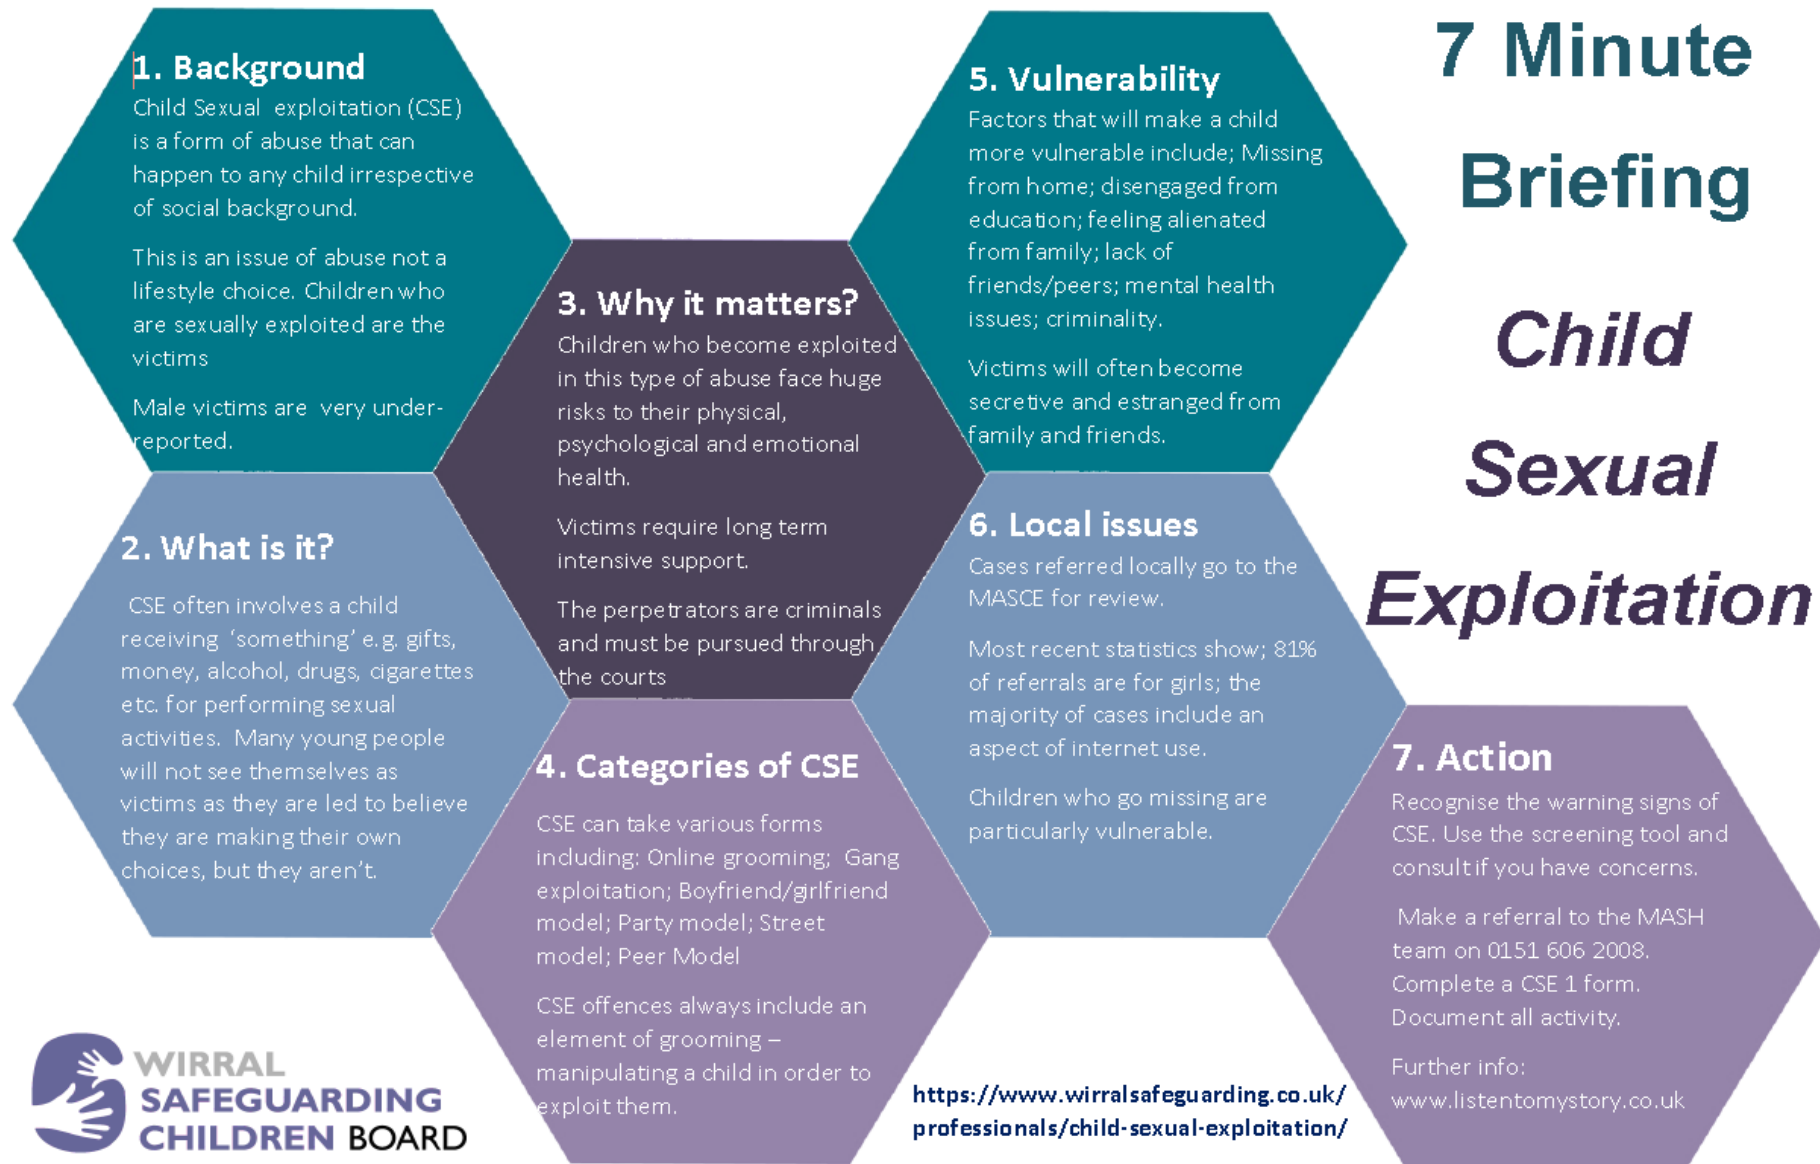 7 Minute
Briefing
Child
Sexual
Exploitation
1. Background
Child Sexual exploitation (CSE)
is a form of abuse that can
happen to any child irrespective
of social background.
This is an issue of abuse not a
lifestyle choice. Children who
are sexually exploited are the
victims
Male victims are very under-
reported.
2. What is it?
CSE often involves a child
receiving ‘something’ e.g. gifts,
money, alcohol, drugs, cigarettes
etc. for performing sexual
activities. Many young people
will not see themselves as
victims as they are led to believe
they are making their own
choices, but they aren’t.
3. Why it matters?
Children who become exploited
in this type of abuse face huge
risks to their physical,
psychological and emotional
health.
Victims require long term
intensive support.
The perpetrators are criminals
and must be pursued through
the courts
4. Categories of CSE
CSE can take various forms
including: Online grooming; Gang
exploitation; Boyfriend/girlfriend
model; Party model; Street
model; Peer Model
CSE offences always include an
element of grooming –
manipulating a child in order to
exploit them.
5. Vulnerability
Factors that will make a child
more vulnerable include; Missing
from home; disengaged from
education; feeling alienated
from family; lack of
friends/peers; mental health
issues; criminality.
Victims will often become
secretive and estranged from
family and friends.
6. Local issues
Cases referred locally go to the
MASCE for review.
Most recent statistics show; 81%
of referrals are for girls; the
majority of cases include an
aspect of internet use.
Children who go missing are
particularly vulnerable.
7. Action
Recognise the warning signs of
CSE. Use the screening tool and
consult if you have concerns.
Make a referral to the MASH
team on 0151 606 2008.
Complete a CSE 1 form.
Document all activity.
Further info:
www.listentomystory.co.uk
WIRRAL
SAFEGUARDING
CHILDREN BOARD
https://www.wirralsafeguarding.co.uk/
professionals/child-sexual-exploitation/